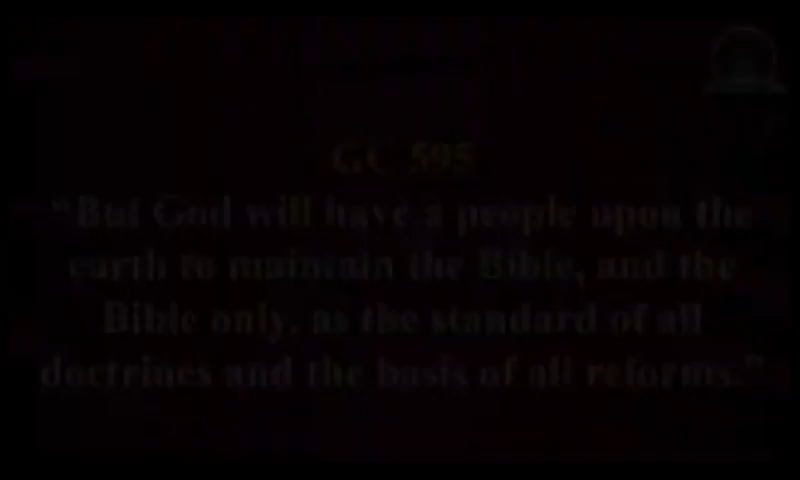 GC 595
"But God will have a people upon the
earth to maintain the Bible, and the
Bible only, as the standard of all
doctrines and the basis of all reforms."